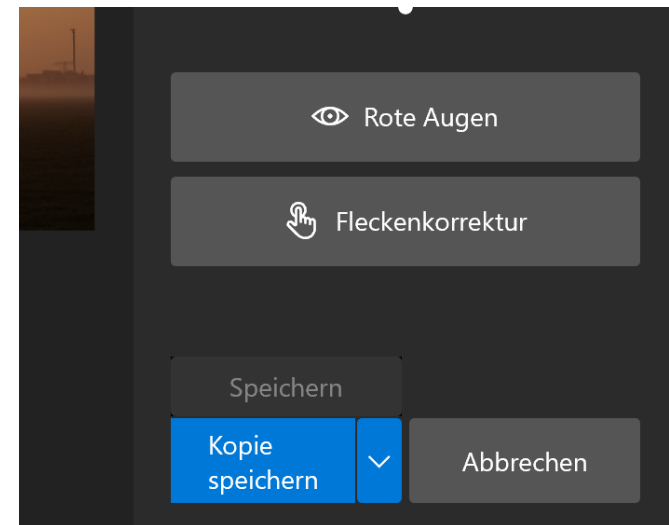 Rote Augen
Fleckenkorrektur
Speichern
Kopie
speichern
Abbrechen